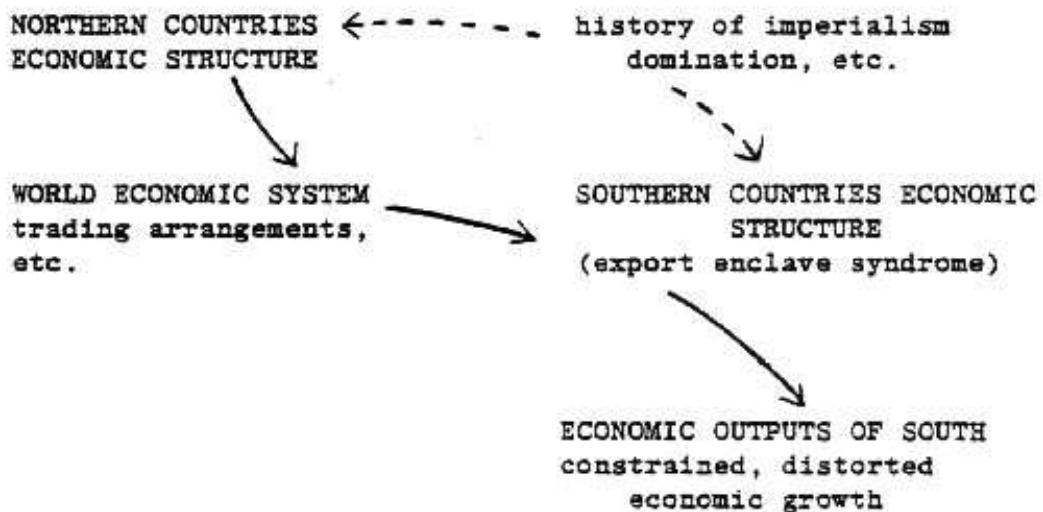 NORTHERN COUNTRIES
ECONOMIC STRUCTURE
history of imperialism
domination, etc.
WORLD ECONOMIC SYSTEM
trading arrangements,
etc.
SOUTHERN COUNTRIES ECONOMIC
STRUCTURE
(export enclave syndrome)
ECONOMIC OUTPUTS OF SOUTH
constrained, distorted
economic growth